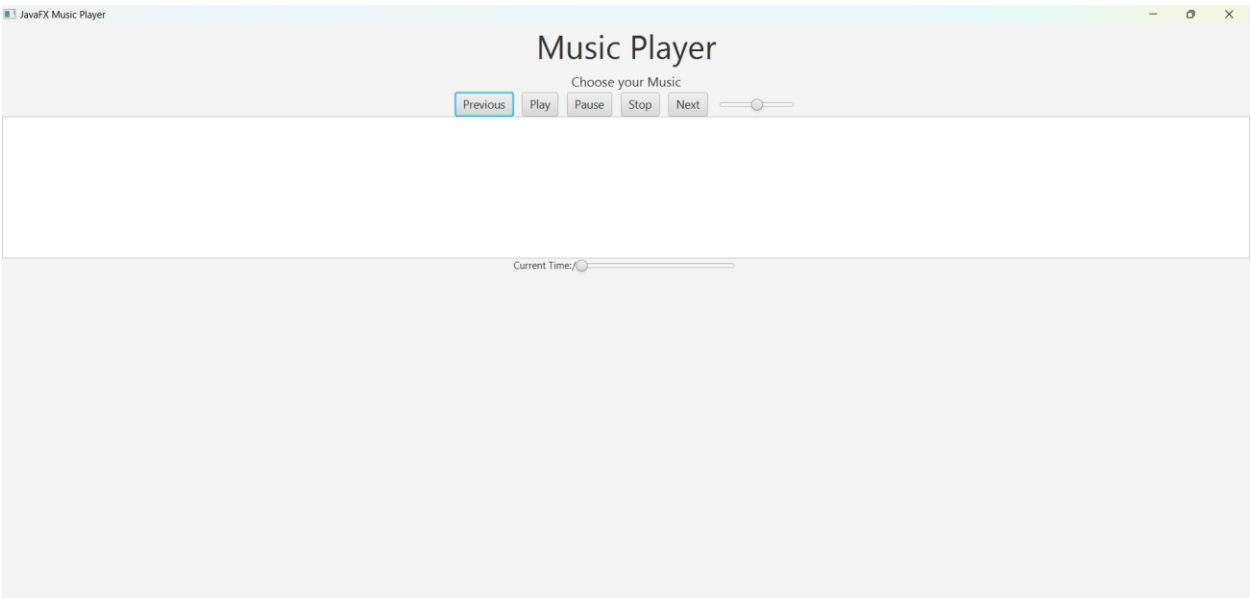 JavaFX Music Player
Music Player
Choose your Music
Previous Play Pause Stop Next
Current Time:/